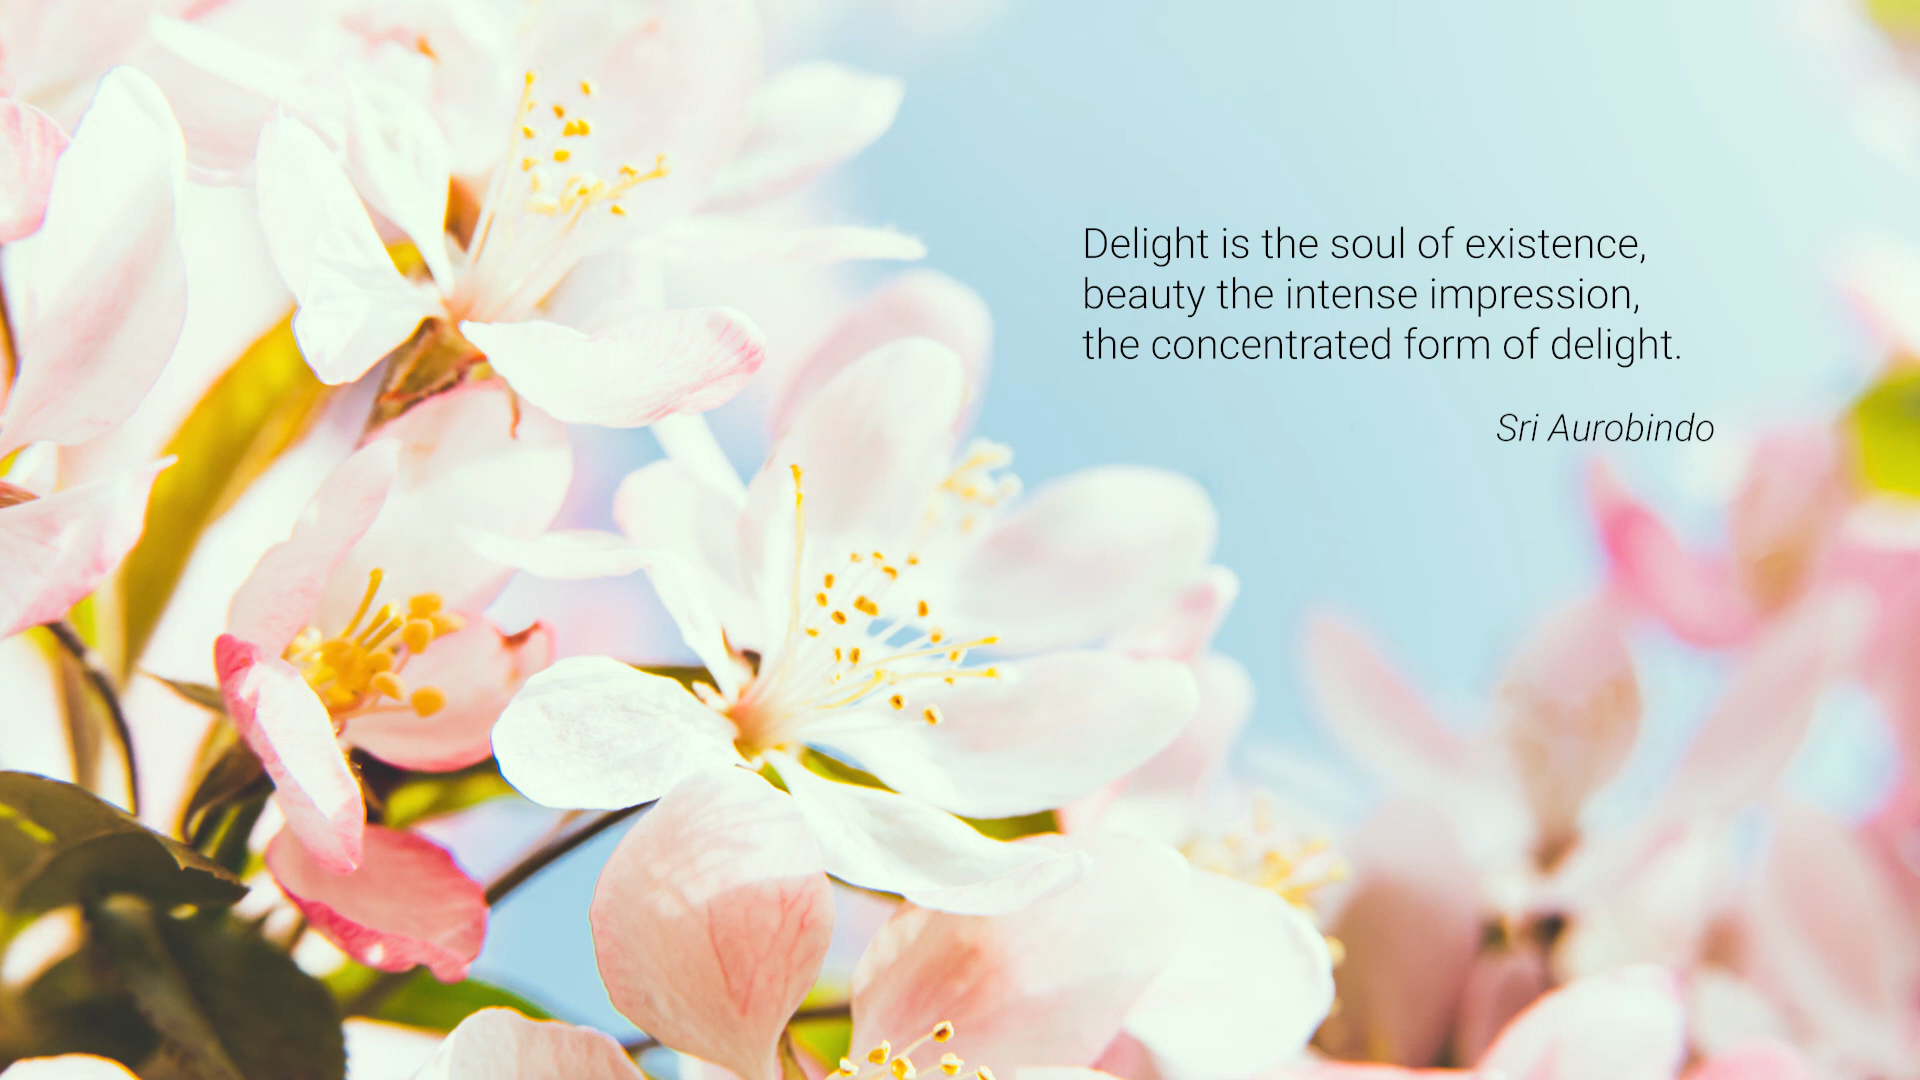 Delight is the soul of existence,
beauty the intense impression,
the concentrated form of delight.
Sri Aurobindo